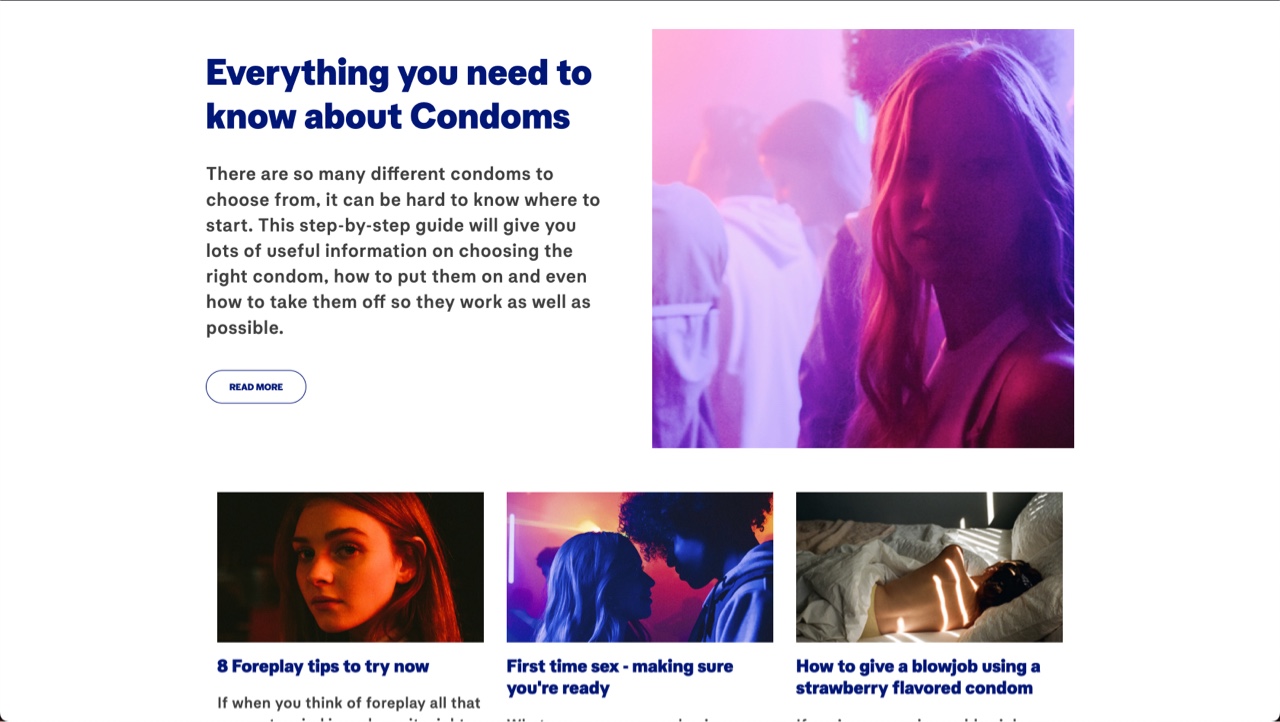 Everything you need to
know about Condoms
There are so many different condoms to
choose from, it can be hard to know where to
start. This step-by-step guide will give you
lots of useful information on choosing the
right condom, how to put them on and even
how to take them off so they work as well as
possible.
READ MORE
8 Foreplay tips to try now
If when you think of foreplay all that
First time sex - making sure
you're ready
How to give a blowjob using a
strawberry flavored condom